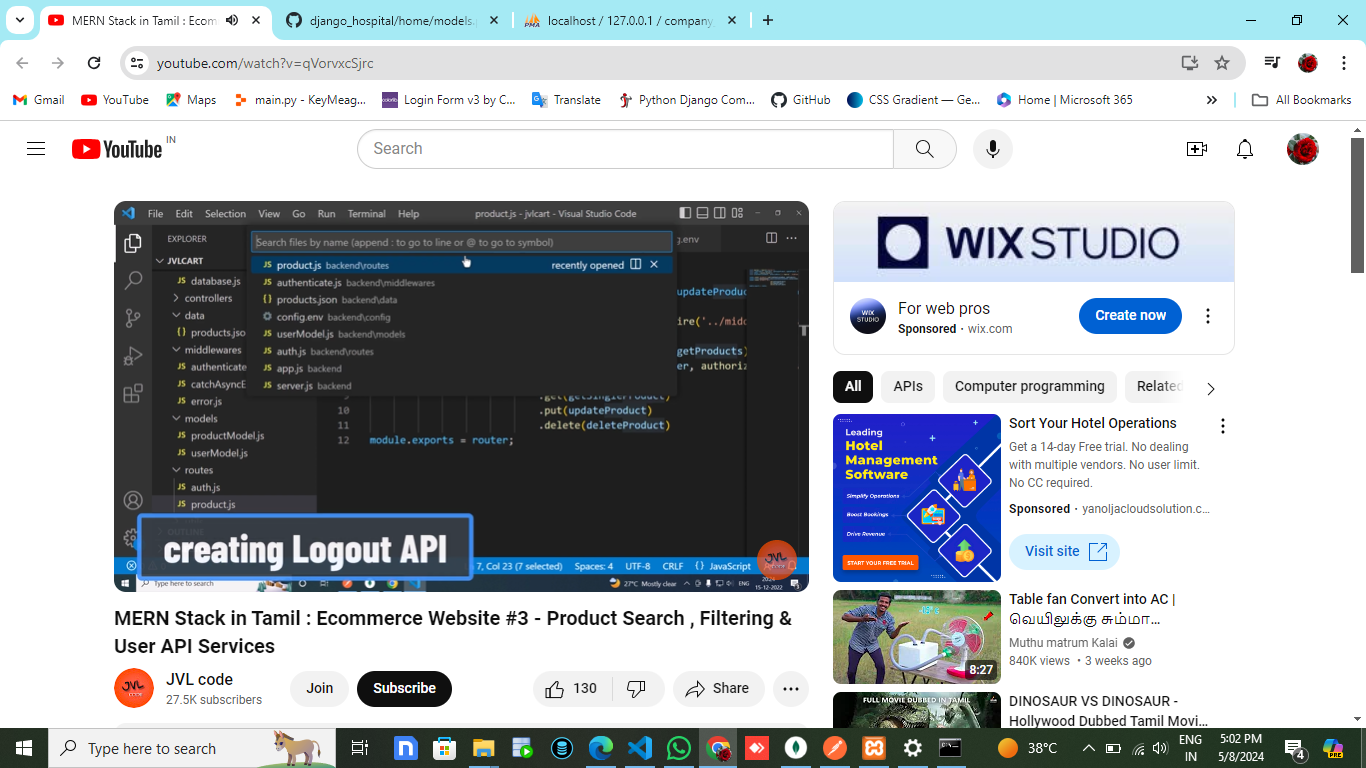 MERN Stack in Tamil : Ecom
django_hospital/home/models.
localhost / 127.0.0.1 / company
youtube.com/watch?v=qVorvxcSjrc
Gmail
YouTube
Maps
main.py - KeyMeag...
Login Form v3 by C...
Translate
Python Django Com...
GitHub
CSS Gradient — Ge...
Home | Microsoft 365
All Bookmarks
YouTube IN
Search
File Edit Selection View Go Run Terminal Help
product.js - jvlcart - Visual Studio Code
EXPLORER
Search files by name (append : to go to line or @ to go to symbol)
g.env
JVLCART
product.js backend\routes
recently opened
database.js
authenticate.js backend\middlewares
controllers
products.json backend\data
updateProduc
data
config.env backend\config
products.jso
userModel.js backend\models
ire('../mid
middlewares
auth.js backend\routes
getProducts)
authenticate
app.js backend
er, authoriz
catchAsyncE
server.js backend
error.js
9 .get(getSingleProduct)
models
10 .put(updateProduct)
productModel.js
11 .delete(deleteProduct)
userModel.js
12 module.exports = router;
routes
auth.js
product.js
creating Logout API
7, Col 23 (7 selected) Spaces: 4 UTF-8 CRLF {} JavaScript
JVL
Type here to search
27°C Mostly clear
ENG
15-12-2022
MERN Stack in Tamil : Ecommerce Website #3 - Product Search , Filtering &
User API Services
JVL CODE
JVL code
27.5K subscribers
Join
Subscribe
130
Share
WIX STUDIO
WIX STUDIO
For web pros
Sponsored · wix.com
Create now
All
APIs
Computer programming
Related
Leading
Hotel
Management
Software
Simplify Operations
Boost Bookings
Drive Revenue
START YOUR FREE TRIAL
Sort Your Hotel Operations
Get a 14-day Free trial. No dealing
with multiple vendors. No user limit.
No CC required.
Sponsored · yanoljacloudsolution.c...
Visit site
15°c
8:27
Table fan Convert into AC |
வெயிலுக்கு சும்மா...
Muthu matrum Kalai
840K views • 3 weeks ago
FULL MOVIE DUBBED IN TAMIL
DINOSAUR VS DINOSAUR -
Hollywood Dubbed Tamil Movi...
Type here to search
38°C
ENG
IN
5:02 PM
5/8/2024
4
PRE